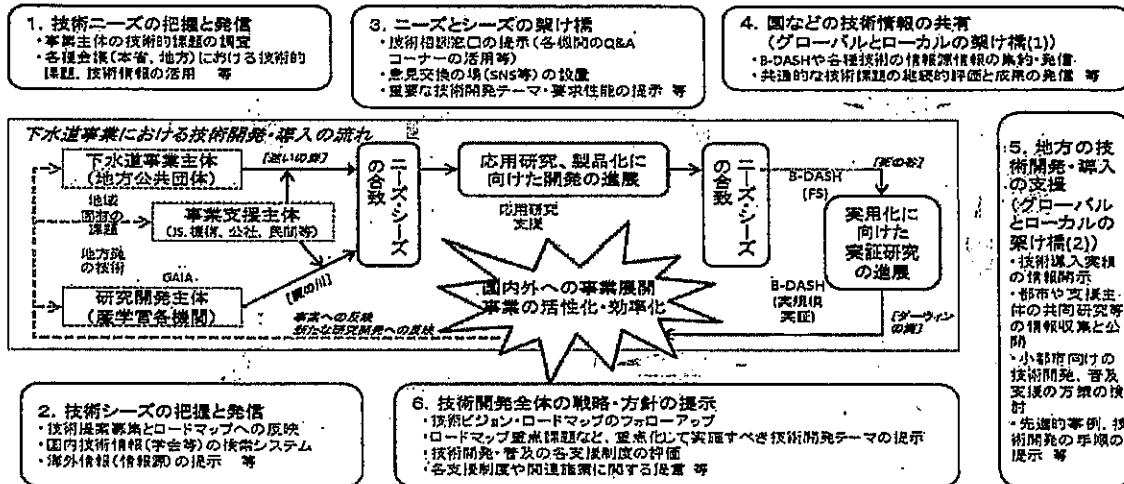 1. 技術ニーズの把握と発信
・事業主体の技術的課題の調査
・各種会議(本省、地方)における技術的
課題、技術情報の活用 等
3. ニーズとシーズの架け橋
・技術相談窓口の提示(各機関のQ&A
コーナーの活用等)
・意見交換の場(SNS等)の設置
・重要な技術開発テーマ・要求性能の提示 等
4. 国などの技術情報の共有
(グローバルとローカルの架け橋(1))
・B-DASHや各種技術の情報源情報の集約・発信
・共通的な技術課題の継続的評価と成果の発信 等
下水道事業における技術開発・導入の流れ
下水道事業主体
(地方公共団体)
[迷いの森]
地域
固有の
課題
事業支援主体
(JS、機構、公社、民間等)
地方発
の技術
GAIA
研究開発主体
(産学官各機関)
[魔の川]
ニーズ・シーズ
の合致
応用研究、製品化に
向けた開発の進展
応用研究
支援
ニーズ・シーズ
の合致
B-DASH
(FS)
[死の谷]
実用化に
向けた
実証研究
の進展
B-DASH
(実規模
実証)
[ダーウィン
の海]
国内外への事業展開
事業の活性化・効率化
事業への反映
新たな研究開発への反映
5. 地方の技
術開発・導入
の支援
(グローバル
とローカルの
架け橋(2))
・技術導入実績
の情報開示
・都市や支援主
体の共同研究等
の情報収集と公
開
・小都市向けの
技術開発、普及
支援の方策の検
討
・先進的事例、技
術開発の手順の
提示 等
2. 技術シーズの把握と発信
・技術提案募集とロードマップへの反映
・国内技術情報(学会等)の検索システム
・海外情報(情報源)の提示 等
6. 技術開発全体の戦略・方針の提示
・技術ビジョン・ロードマップのフォローアップ
・ロードマップ重点課題など、重点化して実施すべき技術開発テーマの提示
・技術開発・普及の各支援制度の評価
・各支援制度や関連施策に関する提言 等